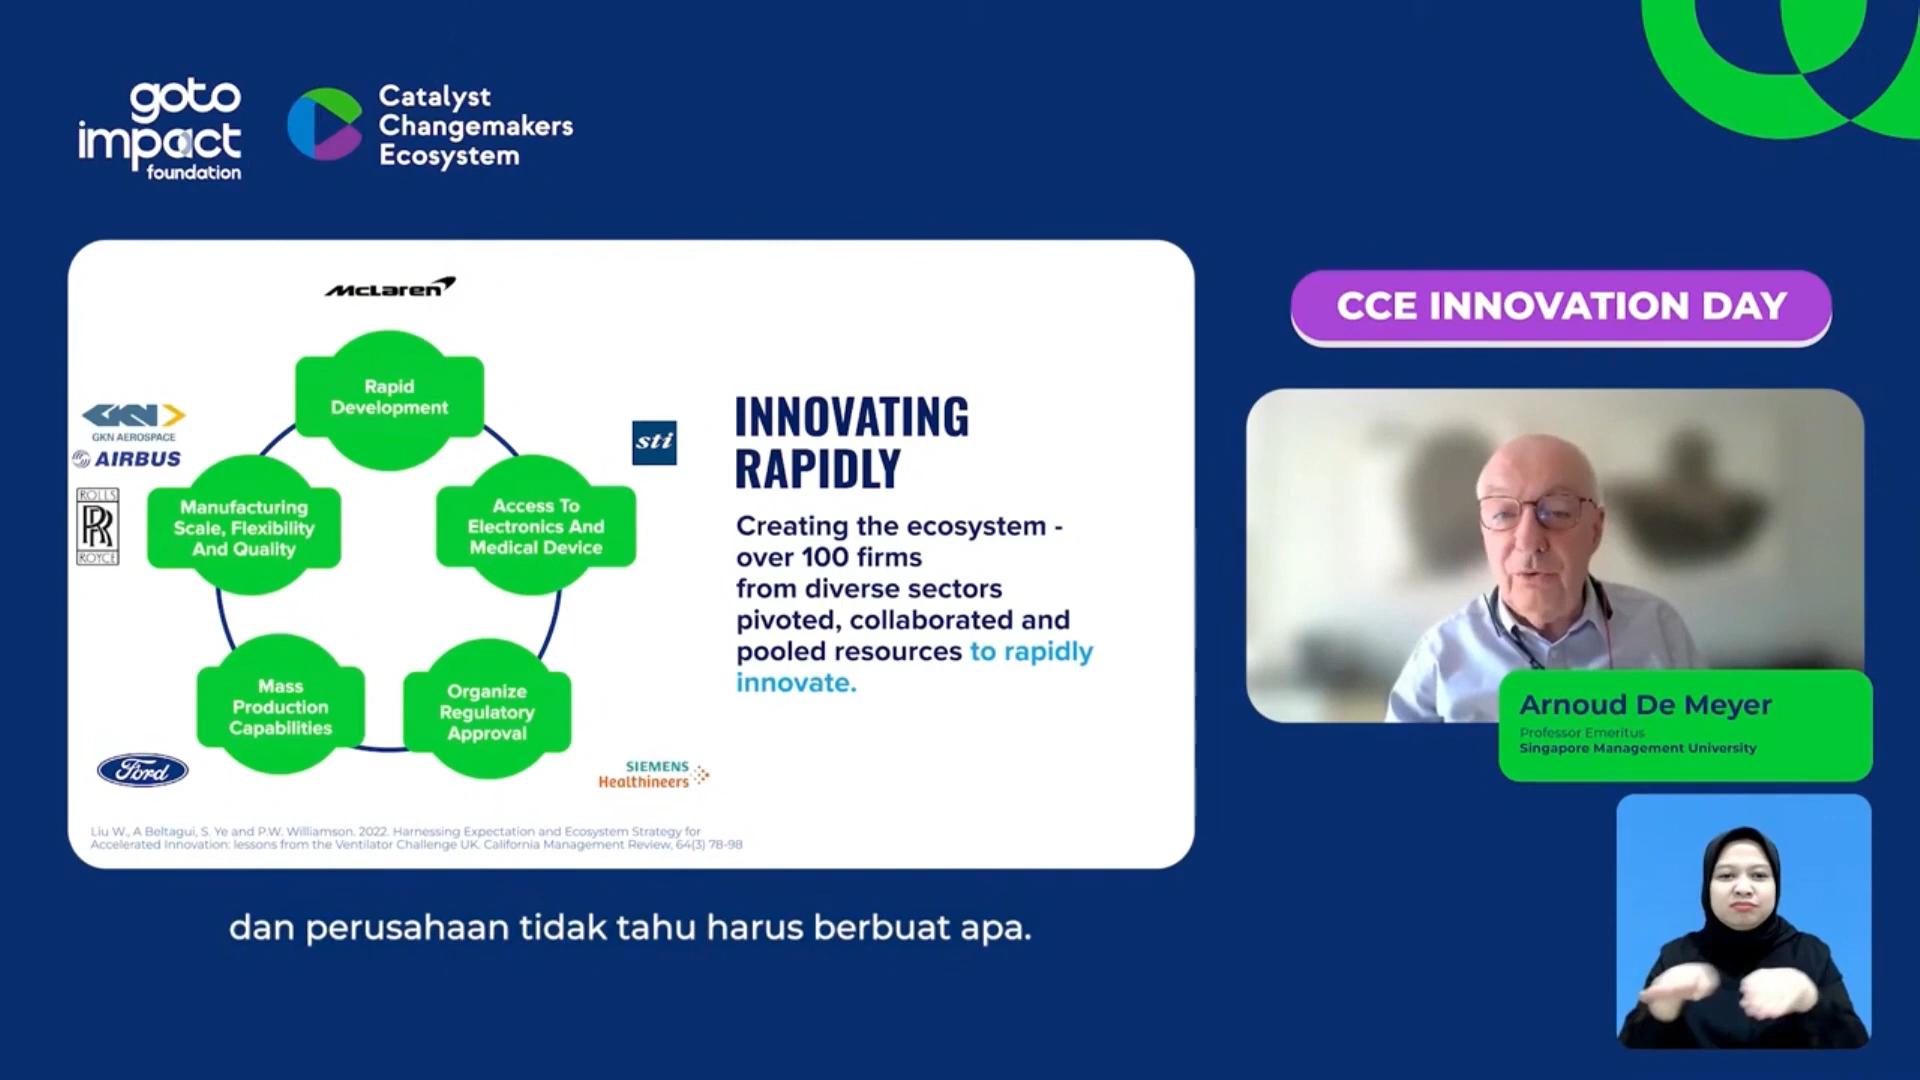 goto
impact
foundation
Catalyst
Changemakers
Ecosystem
CCE INNOVATION DAY
McLaren
Rapid
Development
GKN
GKN AEROSPACE
AIRBUS
ROLLS
RR
ROYCE
Manufacturing
Scale, Flexibility
And Quality
sti
Access To
Electronics And
Medical Device
Mass
Production
Capabilities
Organize
Regulatory
Approval
Ford
SIEMENS
Healthineers
INNOVATING
RAPIDLY
Creating the ecosystem -
over 100 firms
from diverse sectors
pivoted, collaborated and
pooled resources to rapidly
innovate.
Liu W., A Beltagui, S. Ye and P.W. Williamson. 2022. Harnessing Expectation and Ecosystem Strategy for
Accelerated Innovation: lessons from the Ventilator Challenge UK. California Management Review, 64(3) 78-98
Arnoud De Meyer
Professor Emeritus
Singapore Management University
dan perusahaan tidak tahu harus berbuat apa.